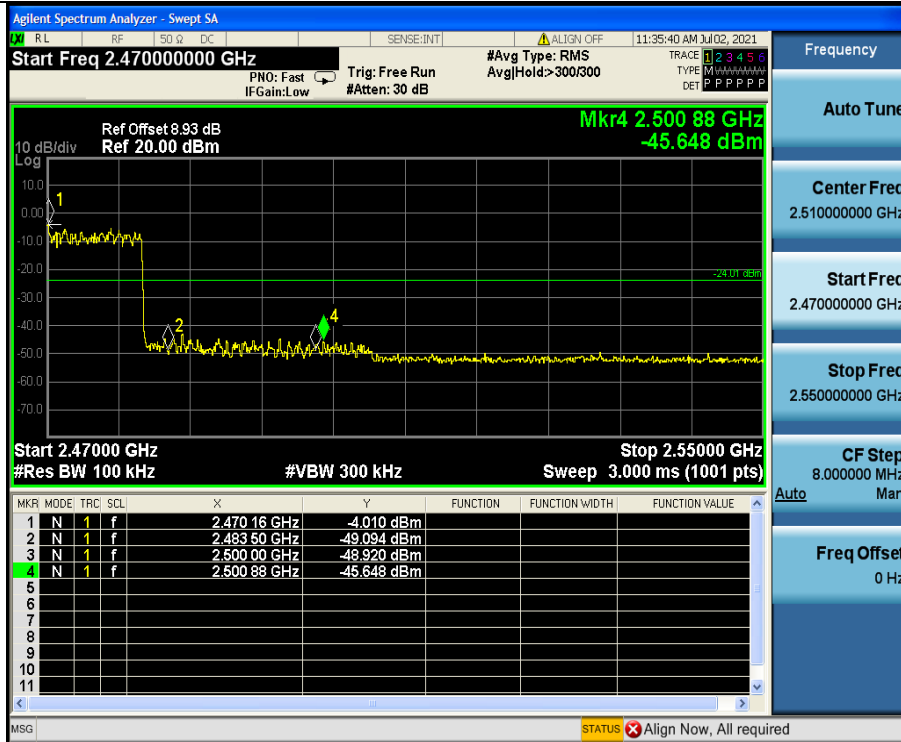 Agilent Spectrum Analyzer - Swept SA
LXI RL RF 50 Ω DC SENSE:INT ALIGN OFF 11:35:40 AM Jul 02, 2021
Start Freq 2.470000000 GHz
PNO: Fast
IFGain:Low
Trig: Free Run
#Atten: 30 dB
#Avg Type: RMS
Avg|Hold:>300/300
TRACE 1 2 3 4 5 6
TYPE M
DET P P P P P P
Frequency
Ref Offset 8.93 dB
10 dB/div Ref 20.00 dBm
Log
Mkr4 2.500 88 GHz
-45.648 dBm
10.0
0.00
-10.0
-20.0
-30.0
-40.0
-50.0
-60.0
-70.0
1
2
4
-24.01 dBm
Start 2.47000 GHz Stop 2.55000 GHz
#Res BW 100 kHz #VBW 300 kHz Sweep 3.000 ms (1001 pts)
MKR MODE TRC SCL X Y FUNCTION FUNCTION WIDTH FUNCTION VALUE
1 N 1 f 2.470 16 GHz -4.010 dBm
2 N 1 f 2.483 50 GHz -49.094 dBm
3 N 1 f 2.500 00 GHz -48.920 dBm
4 N 1 f 2.500 88 GHz -45.648 dBm
5
6
7
8
9
10
11
Auto Tune
Center Freq
2.510000000 GHz
Start Freq
2.470000000 GHz
Stop Freq
2.550000000 GHz
CF Step
8.000000 MHz
Auto Man
Freq Offset
0 Hz
MSG STATUS Align Now, All required